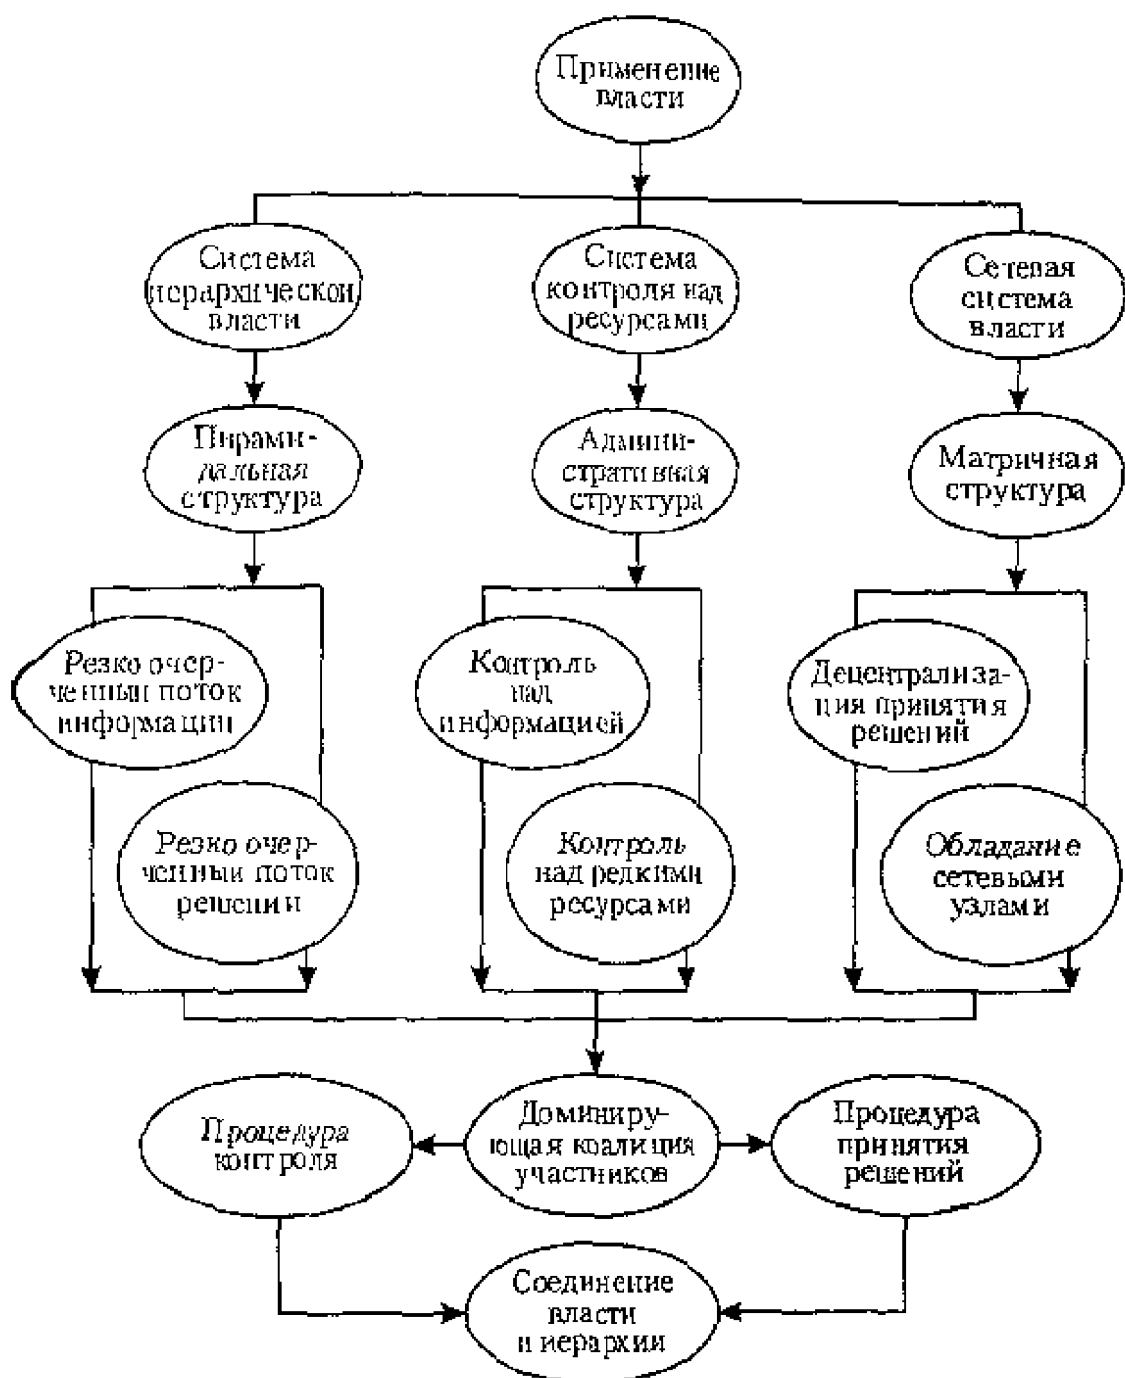 Применение
власти
Система
иерархической
власти
Система
контроля над
ресурсами
Сетевая
система
власти
Пирами-
дальная
структура
Админи-
стративная
структура
Матричная
структура
Резко очер-
ченный поток
информации
Контроль
над
информацией
Децентрализа-
ция принятия
решений
Резко очер-
ченный поток
решений
Контроль
над редкими
ресурсами
Обладание
сетевыми
узлами
Процедура
контроля
Доминиру-
ющая коалиция
участников
Процедура
принятия
решений
Соединение
власти
и иерархии